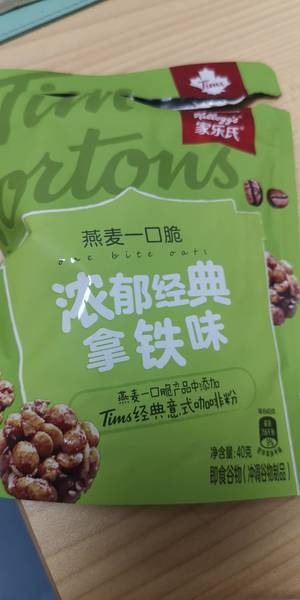 Tim
Tims
Kellogg's
家乐氏
ortons
燕麦一口脆
one bite oats
浓郁经典
拿铁味
燕麦一口脆产品中添加
Tims经典意式咖啡粉
净含量:40克
即食谷物(冲调谷物制品)